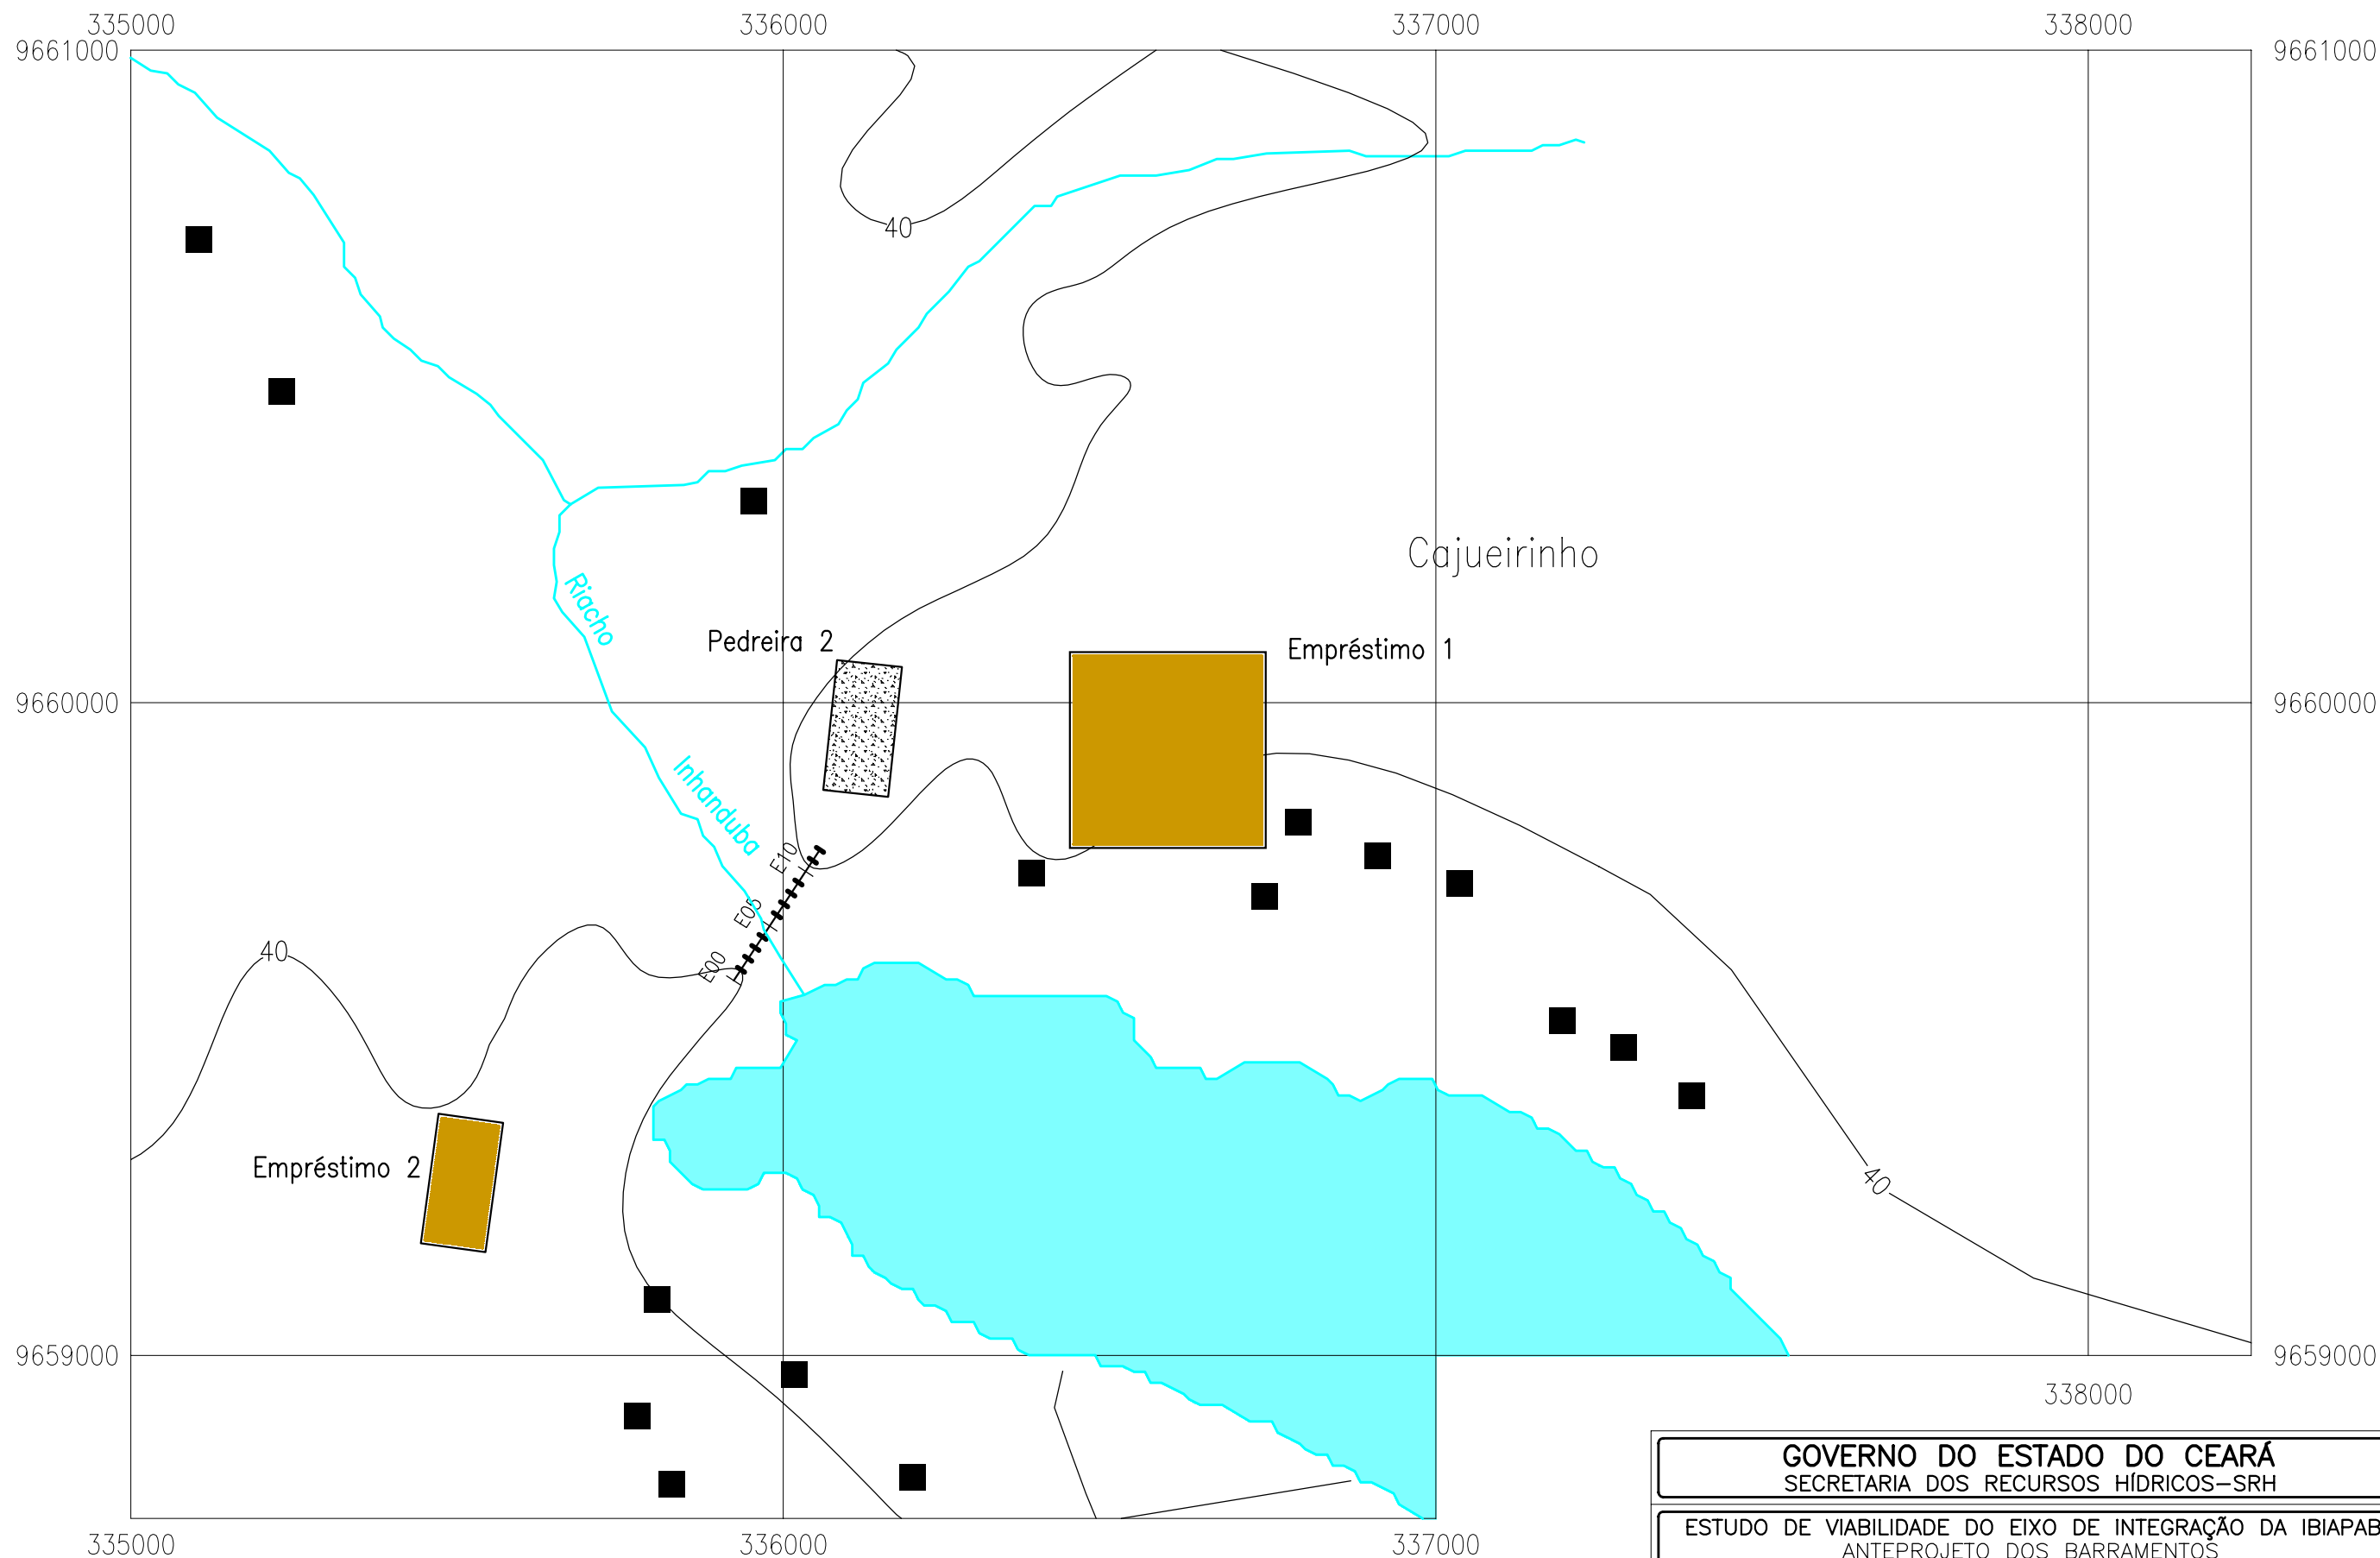 335000 336000 337000 338000
9661000 9661000
40
Cajueirinho
Riacho
Pedreira 2
Empréstimo 1
9660000 9660000
Inhanduba
E10
E05
E00
40
Empréstimo 2
40
9659000 9659000
338000
GOVERNO DO ESTADO DO CEARÁ
SECRETARIA DOS RECURSOS HÍDRICOS-SRH
ESTUDO DE VIABILIDADE DO EIXO DE INTEGRAÇÃO DA IBIAPAB
ANTEPROJETO DOS BARRAMENTOS
335000 336000 337000